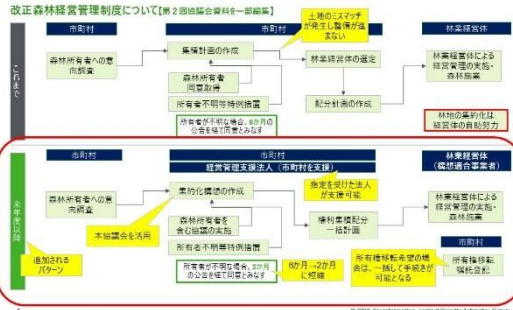 改正森林経営管理制度について[第2回協議会資料を一部編集]
これまで
市町村
市町村
林業経営体
森林所有者への意
向調査
集積計画の作成
土地のミスマッチ
が発生し整備が進
まない
森林所有者
同意取得
所有者不明等特例措置
所有者が不明な場合、6か月の
公告を経て同意とみなす
林業経営体の選定
配分計画の作成
林業経営体による
経営管理の実施・
森林施業
林地の集約化は
経営体の自助努力
来年度以降
市町村
市町村
経営管理支援法人(市町村を支援)
林業経営体
(構想適合事業者)
森林所有者への意
向調査
集約化構想の作成
指定を受けた法人
が支援可能
本協議会を活用
森林所有者を
含む協議の実施
所有者不明等特例措置
権利集積配分
一括計画
林業経営体による
経営管理の実施・
森林施業
追加される
パターン
所有者が不明な場合、2か月
の公告を経て同意とみなす
6か月→2か月
に短縮
所有権移転希望の場
合は、一括して手続きが
可能となる
市町村
所有権移転
嘱託登記